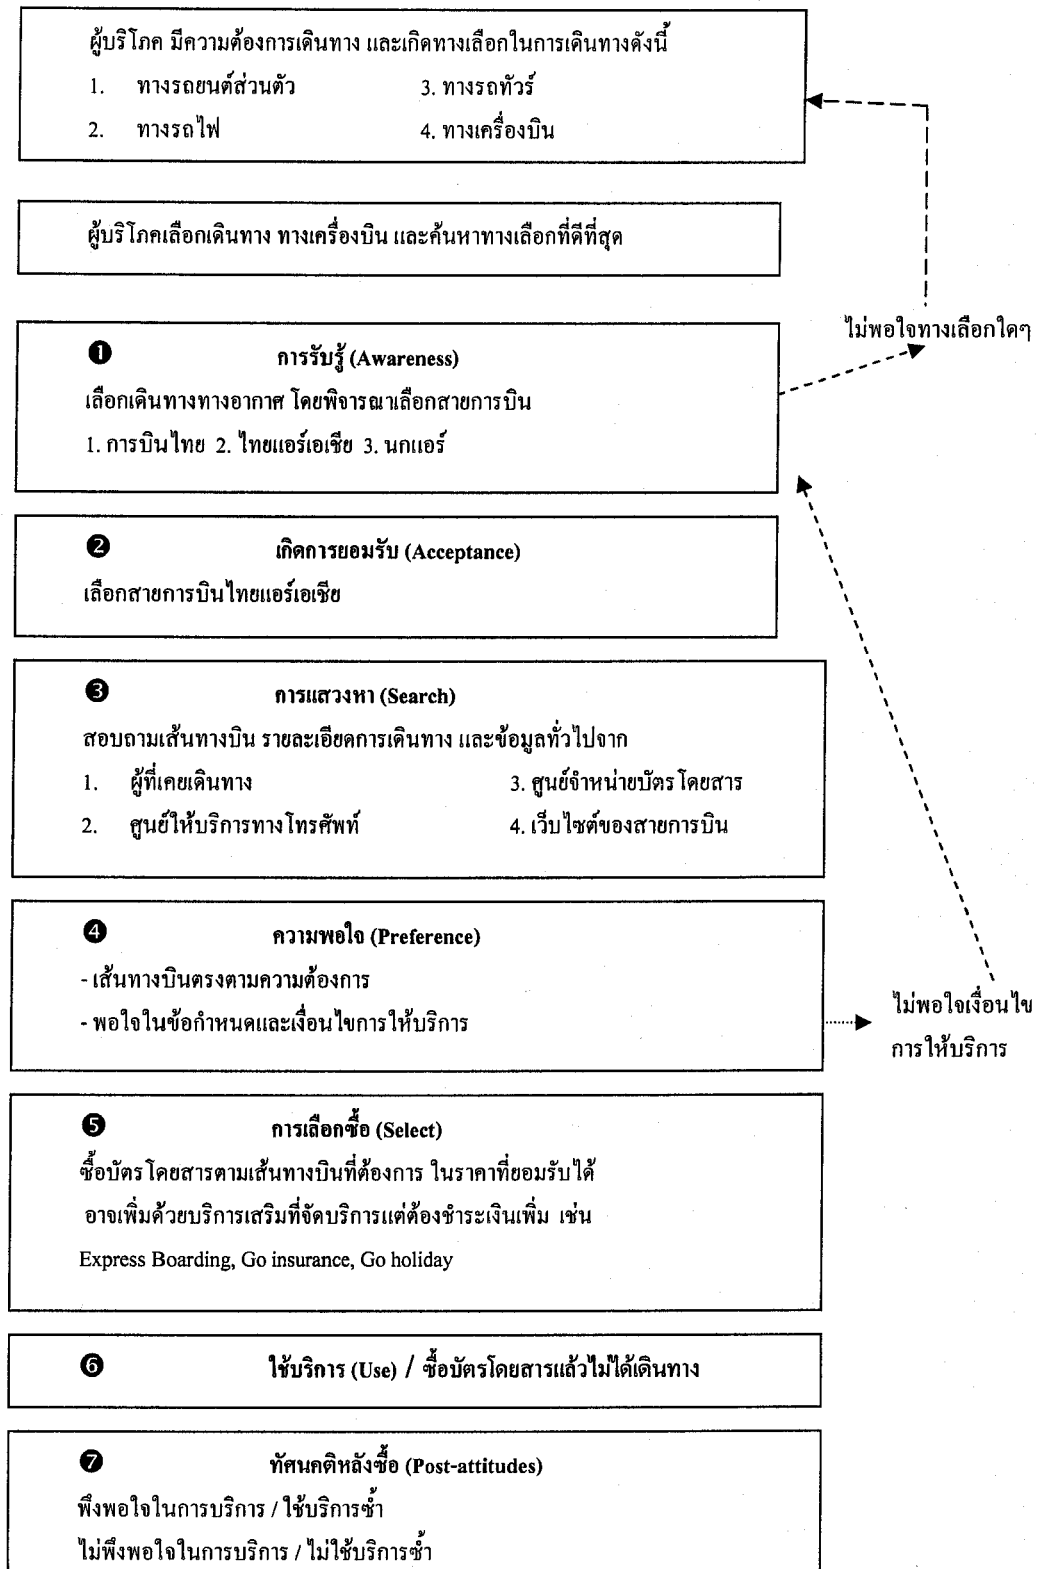 ผู้บริโภค มีความต้องการเดินทาง และเกิดทางเลือกในการเดินทางดังนี้
1. ทางรถยนต์ส่วนตัว 3. ทางรถทัวร์
2. ทางรถไฟ 4. ทางเครื่องบิน
ผู้บริโภคเลือกเดินทาง ทางเครื่องบิน และค้นหาทางเลือกที่ดีที่สุด
ไม่พอใจทางเลือกใดๆ
❶ การรับรู้ (Awareness)
เลือกเดินทางทางอากาศ โดยพิจารณาเลือกสายการบิน
1. การบินไทย 2. ไทยแอร์เอเชีย 3. นกแอร์
❷ เกิดการยอมรับ (Acceptance)
เลือกสายการบินไทยแอร์เอเชีย
❸ การแสวงหา (Search)
สอบถามเส้นทางบิน รายละเอียดการเดินทาง และข้อมูลทั่วไปจาก
1. ผู้ที่เคยเดินทาง 3. ศูนย์จำหน่ายบัตรโดยสาร
2. ศูนย์ให้บริการทางโทรศัพท์ 4. เว็บไซต์ของสายการบิน
❹ ความพอใจ (Preference)
- เส้นทางบินตรงตามความต้องการ
- พอใจในข้อกำหนดและเงื่อนไขการให้บริการ
ไม่พอใจเงื่อนไข
การให้บริการ
❺ การเลือกซื้อ (Select)
ซื้อบัตรโดยสารตามเส้นทางบินที่ต้องการ ในราคาที่ยอมรับได้
อาจเพิ่มด้วยบริการเสริมที่จัดบริการแต่ต้องชำระเงินเพิ่ม เช่น
Express Boarding, Go insurance, Go holiday
❻ ใช้บริการ (Use) / ซื้อบัตรโดยสารแล้วไม่ได้เดินทาง
❼ ทัศนคติหลังซื้อ (Post-attitudes)
พึงพอใจในการบริการ / ใช้บริการซ้ำ
ไม่พึงพอใจในการบริการ / ไม่ใช้บริการซ้ำ